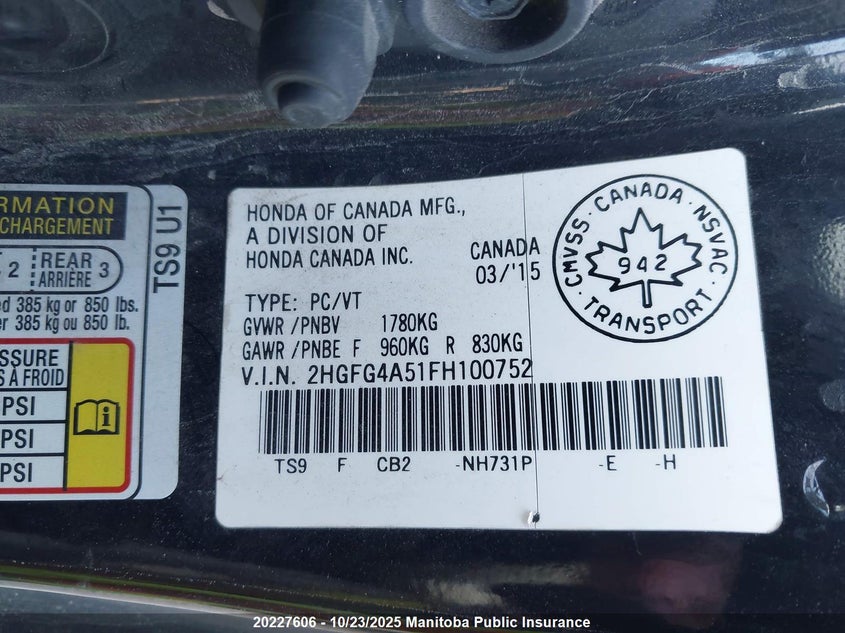 RMATION
CHARGEMENT
2 REAR 3
ARRIÈRE
ed 385 kg or 850 lbs.
er 385 kg ou 850 lb.
SSURE
S À FROID
PSI
PSI
PSI
TS9 U1
HONDA OF CANADA MFG.,
A DIVISION OF
HONDA CANADA INC.
CANADA
03/'15
TYPE: PC/VT
GVWR /PNBV 1780KG
GAWR /PNBE F 960KG R 830KG
V.I.N. 2HGFG4A51FH100752
TS9 F CB2 -NH731P -E -H
CMVSS · CANADA · NSVAC
942
· TRANSPORT ·
20227606 - 10/23/2025 Manitoba Public Insurance